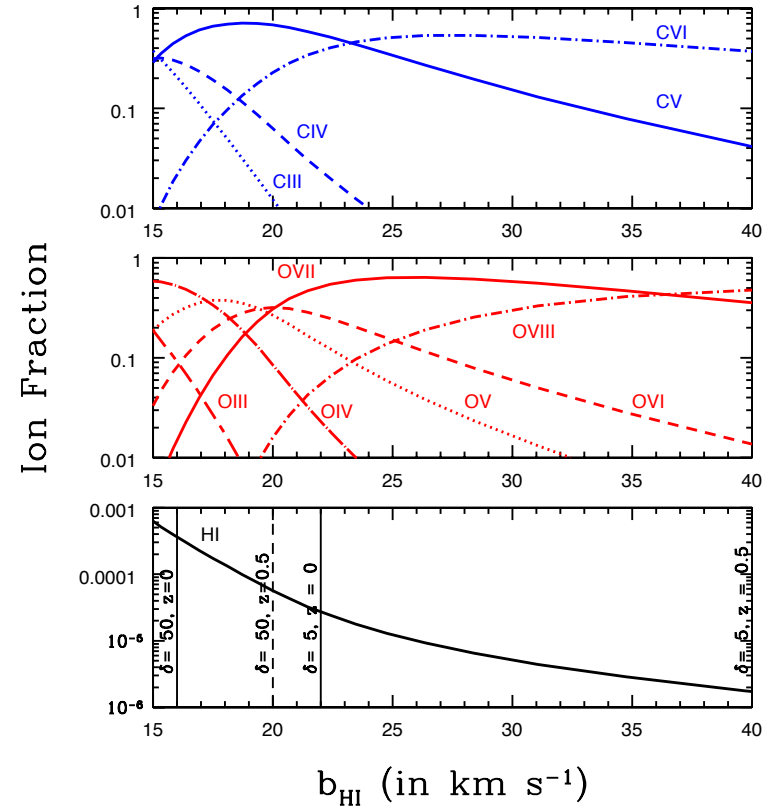 Ion Fraction
1
0.1
0.01
CVI
CV
CIV
CIII
15 20 25 30 35 40
1
0.1
0.01
OVII
OVIII
OIII
OIV
OV
OVI
15 20 25 30 35 40
0.001
0.0001
10⁻⁵
10⁻⁶
HI
δ= 50, z=0
δ= 50, z=0.5
δ= 5, z = 0
δ= 5, z = 0.5
15 20 25 30 35 40
b_HI (in km s⁻¹)